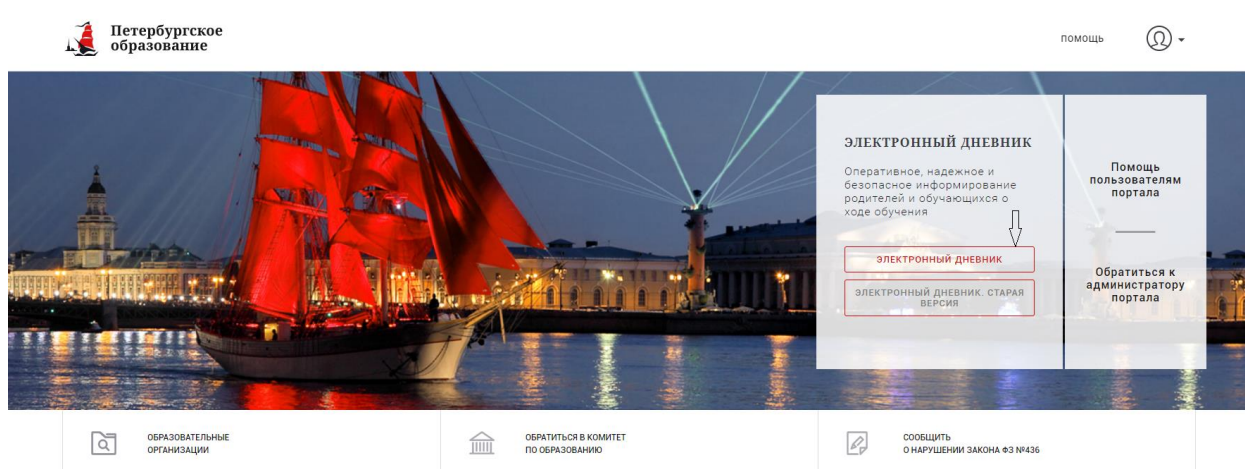 Петербургское
образование
ПОМОЩЬ
ЭЛЕКТРОННЫЙ ДНЕВНИК
Оперативное, надежное и
безопасное информирование
родителей и обучающихся о
ходе обучения
ЭЛЕКТРОННЫЙ ДНЕВНИК
ЭЛЕКТРОННЫЙ ДНЕВНИК. СТАРАЯ
ВЕРСИЯ
Помощь
пользователям
портала
Обратиться к
администратору
портала
ОБРАЗОВАТЕЛЬНЫЕ
ОРГАНИЗАЦИИ
ОБРАТИТЬСЯ В КОМИТЕТ
ПО ОБРАЗОВАНИЮ
СООБЩИТЬ
О НАРУШЕНИИ ЗАКОНА ФЗ №436